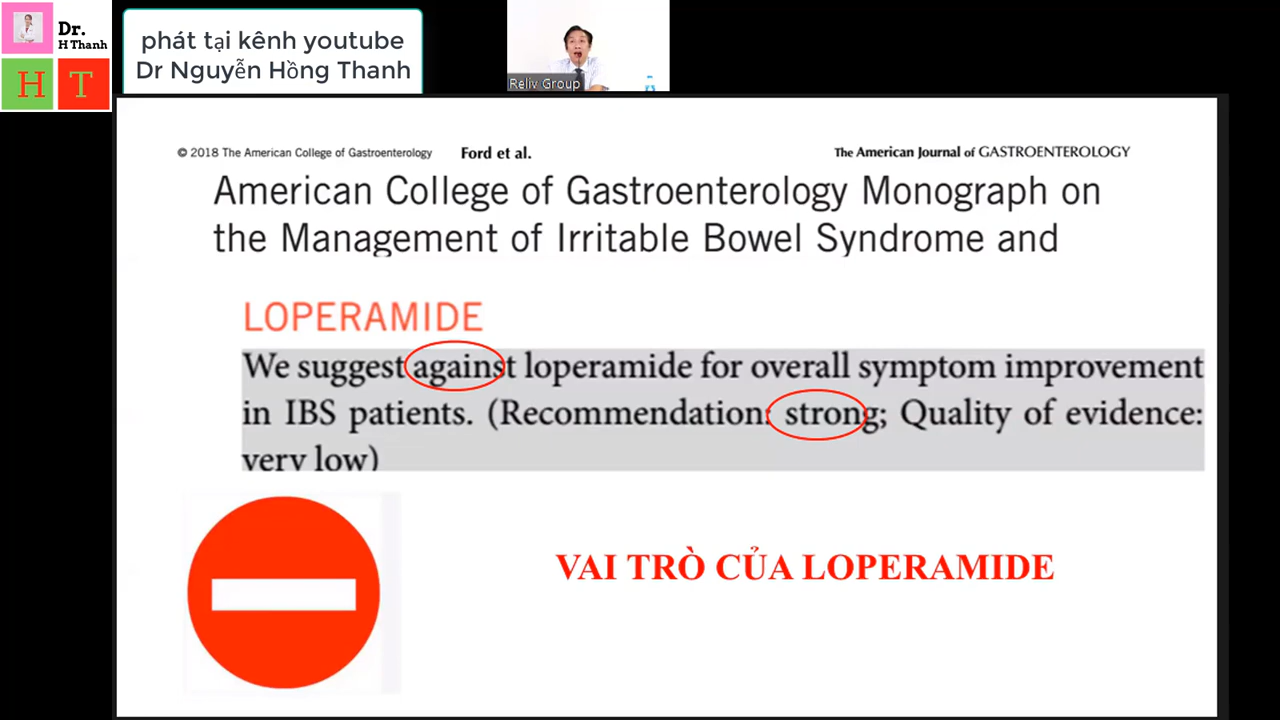 Dr.
H Thanh
H T
phát tại kênh youtube
Dr Nguyễn Hồng Thanh
Reliv Group
© 2018 The American College of Gastroenterology Ford et al. The American Journal of GASTROENTEROLOGY
American College of Gastroenterology Monograph on
the Management of Irritable Bowel Syndrome and
LOPERAMIDE
We suggest against loperamide for overall symptom improvement
in IBS patients. (Recommendation: strong; Quality of evidence:
very low)
VAI TRÒ CỦA LOPERAMIDE